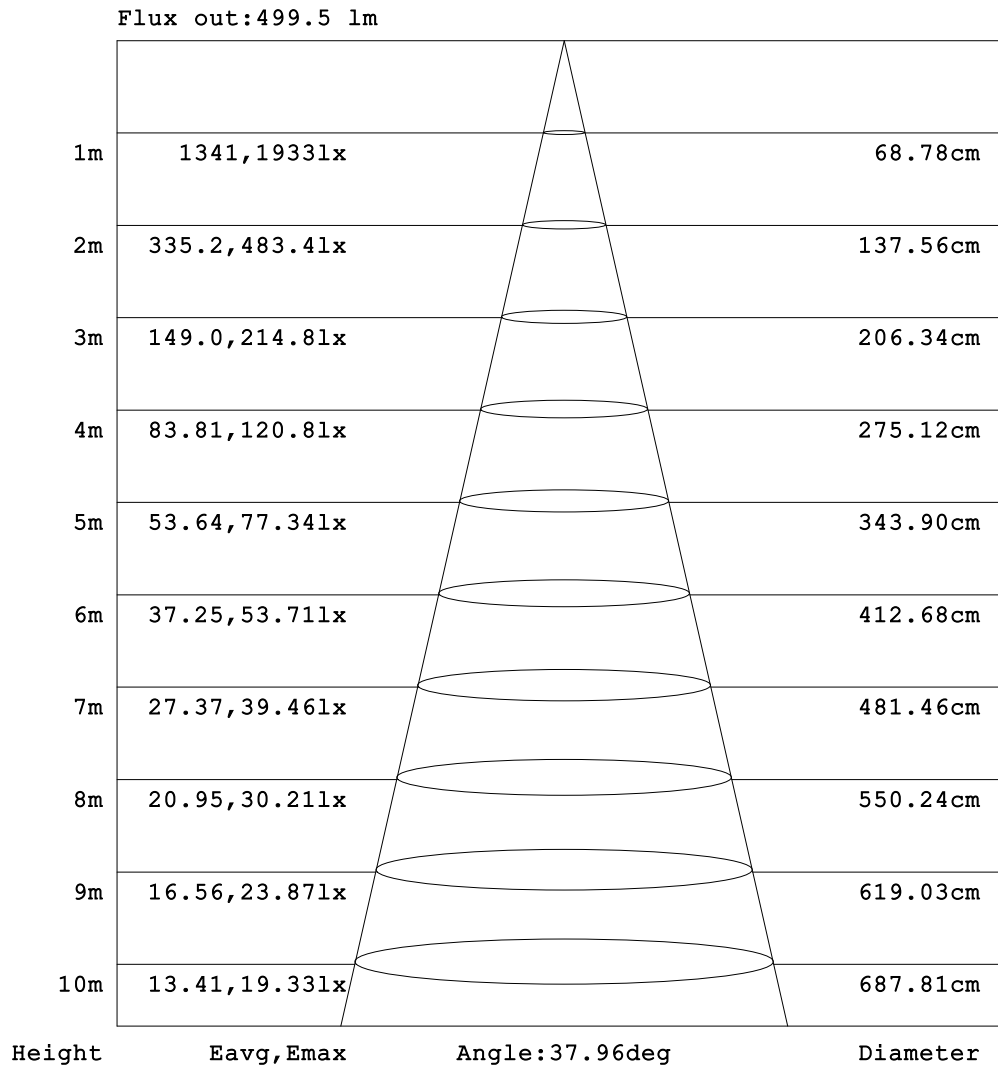 Flux out:499.5 lm
1m 1341,1933lx 68.78cm
2m 335.2,483.4lx 137.56cm
3m 149.0,214.8lx 206.34cm
4m 83.81,120.8lx 275.12cm
5m 53.64,77.34lx 343.90cm
6m 37.25,53.71lx 412.68cm
7m 27.37,39.46lx 481.46cm
8m 20.95,30.21lx 550.24cm
9m 16.56,23.87lx 619.03cm
10m 13.41,19.33lx 687.81cm
Height Eavg,Emax Angle:37.96deg Diameter